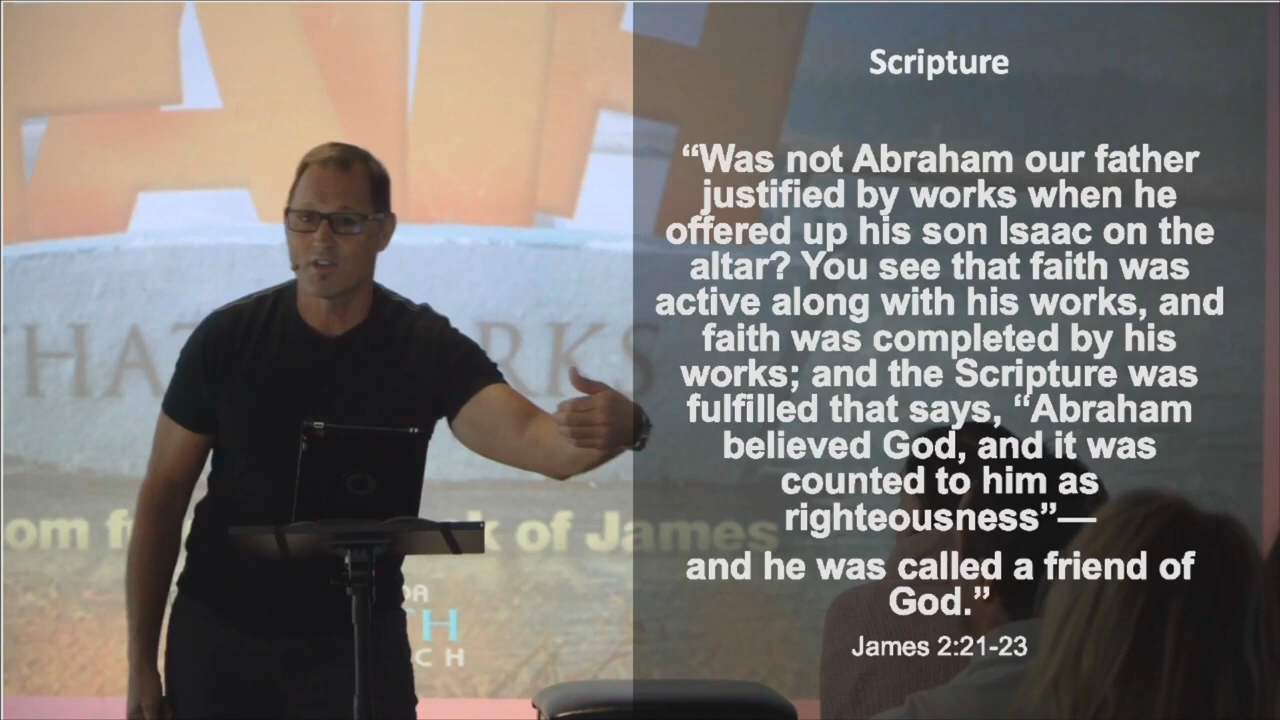 Scripture
“Was not Abraham our father
justified by works when he
offered up his son Isaac on the
altar? You see that faith was
active along with his works, and
faith was completed by his
works; and the Scripture was
fulfilled that says, “Abraham
believed God, and it was
counted to him as
righteousness”—
and he was called a friend of
God.”
James 2:21-23
of James